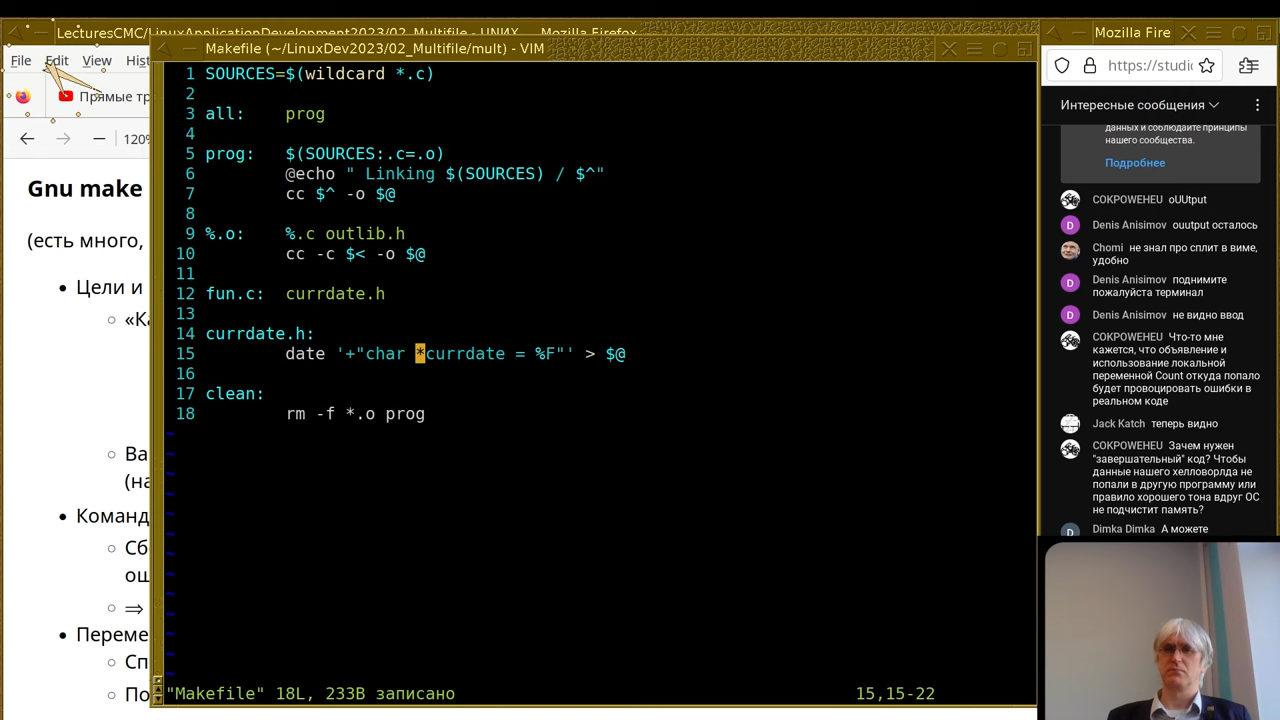 LecturesCMC/LinuxApplicationDevelopment2023/02_Multifile - UNИX — Mozilla Firefox
File Edit View Hist
Прямые тр
120%
Gnu make
(есть много,
Цели и
«Ка
Ва
(на
Команд
Сб
ош
⇒
Переме
Сп
По
Makefile (~/LinuxDev2023/02_Multifile/mult) - VIM
1 SOURCES=$(wildcard *.c)
2
3 all:    prog
4
5 prog:   $(SOURCES:.c=.o)
6         @echo " Linking $(SOURCES) / $^"
7         cc $^ -o $@
8
9 %.o:    %.c outlib.h
10         cc -c $< -o $@
11
12 fun.c:  currdate.h
13
14 currdate.h:
15         date '+"char *currdate = %F"' > $@
16
17 clean:
18         rm -f *.o prog
~
~
~
~
~
~
~
~
~
~
~
~
~
"Makefile" 18L, 233B записано 15,15-22
Mozilla Fire
https://studi
Интересные сообщения
данных и соблюдайте принципы
нашего сообщества.
Подробнее
COKPOWEHEU oUUtput
D Denis Anisimov ouutput осталось
Chomi не знал про сплит в виме,
удобно
D Denis Anisimov поднимите
пожалуйста терминал
D Denis Anisimov не видно ввод
COKPOWEHEU Что-то мне
кажется, что объявление и
использование локальной
переменной Count откуда попало
будет провоцировать ошибки в
реальном коде
Jack Katch теперь видно
COKPOWEHEU Зачем нужен
"завершательный" код? Чтобы
данные нашего хелловорлда не
попали в другую программу или
правило хорошего тона вдруг ОС
не подчистит память?
D Dimka Dimka А можете